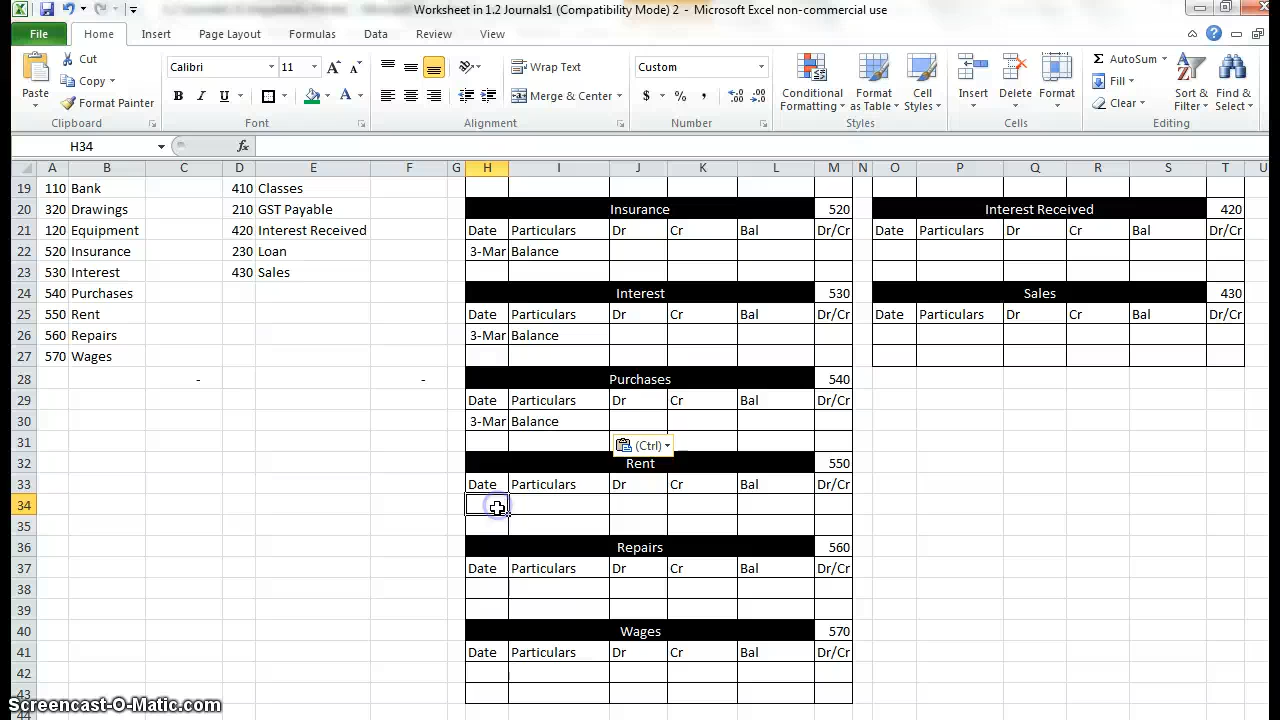 Worksheet in 1.2 Journals1 (Compatibility Mode) 2 - Microsoft Excel non-commercial use
File Home Insert Page Layout Formulas Data Review View
Paste Cut Copy Format Painter
Calibri 11
B I U A
Wrap Text
Merge & Center
Custom
$ % ,
Conditional Formatting Format as Table Cell Styles
Insert Delete Format
Σ AutoSum Fill Clear
Sort & Filter Find & Select
Clipboard Font Alignment Number Styles Cells Editing
H34 fx
A B C D E F G H I J K L M N O P Q R S T U
19 110 Bank 410 Classes
20 320 Drawings 210 GST Payable Insurance 520 Interest Received 420
21 120 Equipment 420 Interest Received Date Particulars Dr Cr Bal Dr/Cr Date Particulars Dr Cr Bal Dr/Cr
22 520 Insurance 230 Loan 3-Mar Balance
23 530 Interest 430 Sales
24 540 Purchases Interest 530 Sales 430
25 550 Rent Date Particulars Dr Cr Bal Dr/Cr Date Particulars Dr Cr Bal Dr/Cr
26 560 Repairs 3-Mar Balance
27 570 Wages
28 - - Purchases 540
29 Date Particulars Dr Cr Bal Dr/Cr
30 3-Mar Balance
31 (Ctrl)
32 Rent 550
33 Date Particulars Dr Cr Bal Dr/Cr
34
35
36 Repairs 560
37 Date Particulars Dr Cr Bal Dr/Cr
38
39
40 Wages 570
41 Date Particulars Dr Cr Bal Dr/Cr
42
43
44
Screencast-O-Matic.com